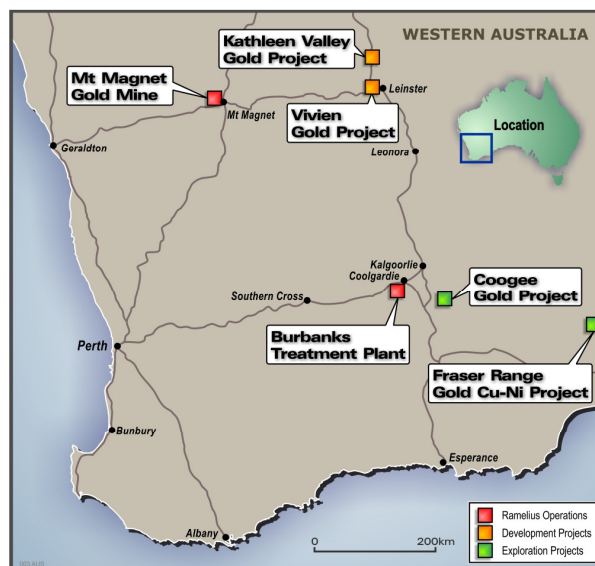 WESTERN AUSTRALIA
Kathleen Valley
Gold Project
Mt Magnet
Gold Mine
Mt Magnet
Leinster
Vivien
Gold Project
Location
Geraldton
Leonora
Kalgoorlie
Coolgardie
Coogee
Gold Project
Southern Cross
Burbanks
Treatment Plant
Perth
Fraser Range
Gold Cu-Ni Project
Bunbury
Esperance
Albany
0
200km
Ramelius Operations
Development Projects
Exploration Projects